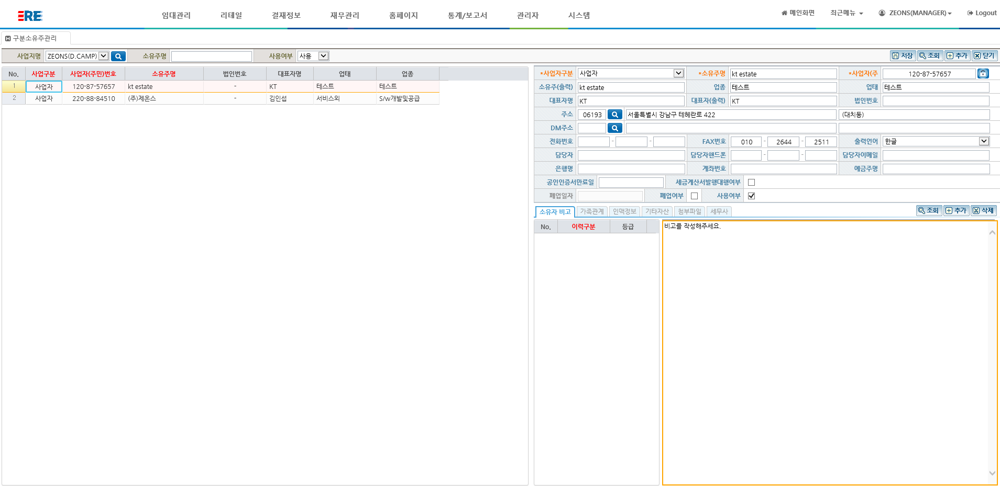 ERE 임대관리 리테일 결재정보 재무관리 홈페이지 통계/보고서 관리자 시스템 메인화면 최근메뉴 ZEONS(MANAGER) Logout
구분소유주관리
사업지명 ZEONS(D.CAMP) 소유주명 사용여부 사용 저장 조회 추가 닫기
No. 사업구분 사업자(주민)번호 소유주명 법인번호 대표자명 업태 업종
1 사업자 120-87-57657 kt estate - KT 테스트 테스트
2 사업자 220-88-84510 (주)제온스 - 김인섭 서비스외 S/w개발및공급
*사업자구분 사업자 *소유주명 kt estate *사업자(주 120-87-57657
소유주(출력) kt estate 업종 테스트 업태 테스트
대표자명 KT 대표자(출력) KT 법인번호
주소 06193 서울특별시 강남구 테헤란로 422 (대치동)
DM주소
전화번호 - - FAX번호 010 - 2644 - 2511 출력언어 한글
담당자 담당자핸드폰 - - 담당자이메일
은행명 계좌번호 예금주명
공인인증서만료일 세금계산서발행대행여부
폐업일자 폐업여부 사용여부
소유자 비고 가족관계 인맥정보 기타자산 첨부파일 세무사 조회 추가 삭제
No. 이력구분 등급
비고를 작성해주세요.